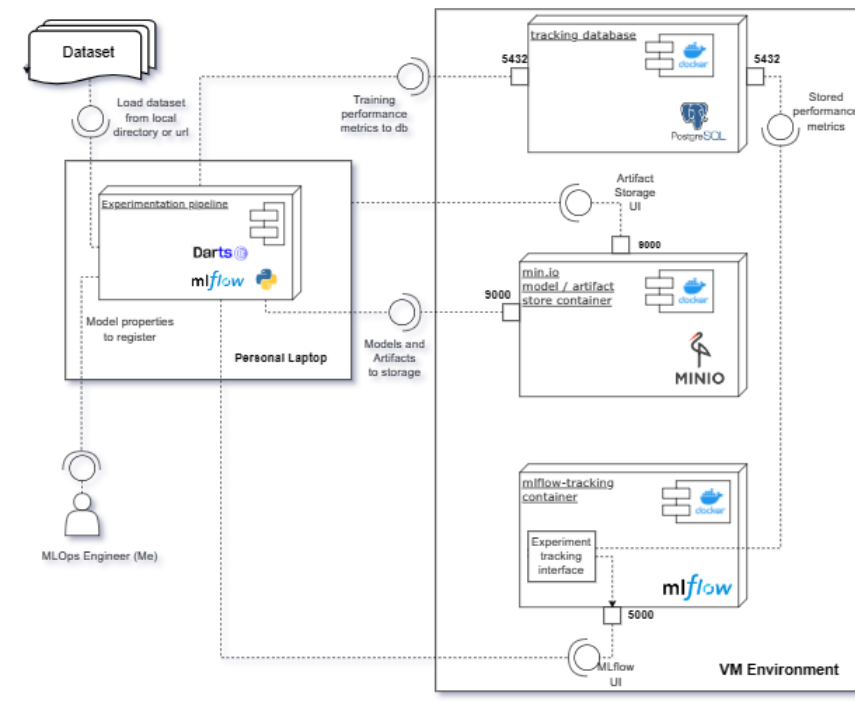 Dataset
Load dataset
from local
directory or url
Training
performance
metrics to db
5432
tracking database
docker
PostgreSQL
5432
Stored
performance
metrics
Experimentation pipeline
Darts
mlflow
Model properties
to register
Personal Laptop
Artifact
Storage
UI
9000
9000
Models and
Artifacts
to storage
min.io
model / artifact
store container
docker
MINIO
MLOps Engineer (Me)
mlflow-tracking
container
docker
Experiment
tracking
interface
mlflow
5000
MLflow
UI
VM Environment